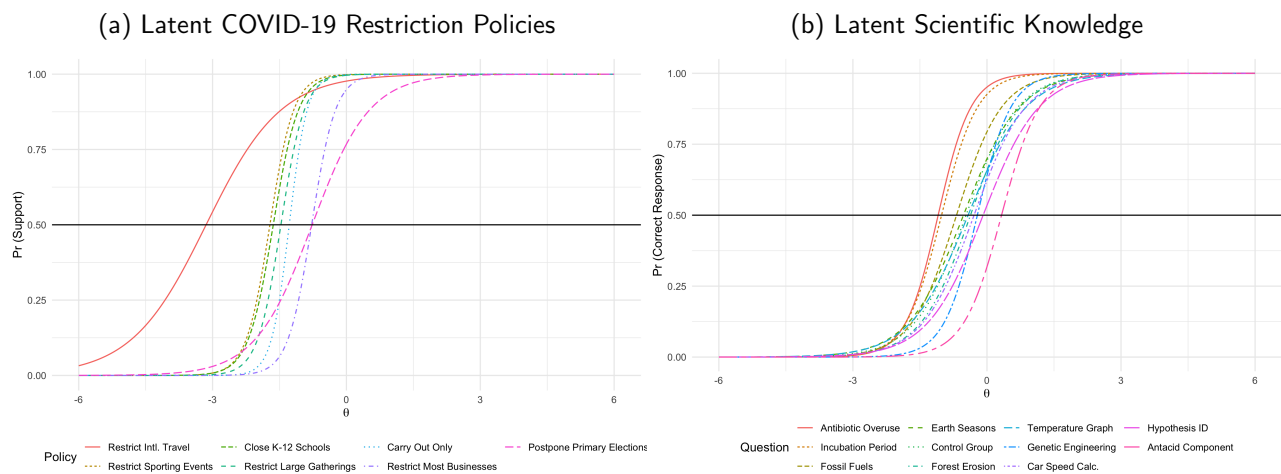 (a) Latent COVID-19 Restriction Policies
1.00
0.75
0.50
0.25
0.00
Pr (Support)
-6 -3 0 3 6
θ
Policy
Restrict Intl. Travel Close K-12 Schools Carry Out Only Postpone Primary Elections
Restrict Sporting Events Restrict Large Gatherings Restrict Most Businesses
(b) Latent Scientific Knowledge
1.00
0.75
0.50
0.25
0.00
Pr (Correct Response)
-6 -3 0 3 6
θ
Question
Antibiotic Overuse Earth Seasons Temperature Graph Hypothesis ID
Incubation Period Control Group Genetic Engineering Antacid Component
Fossil Fuels Forest Erosion Car Speed Calc.